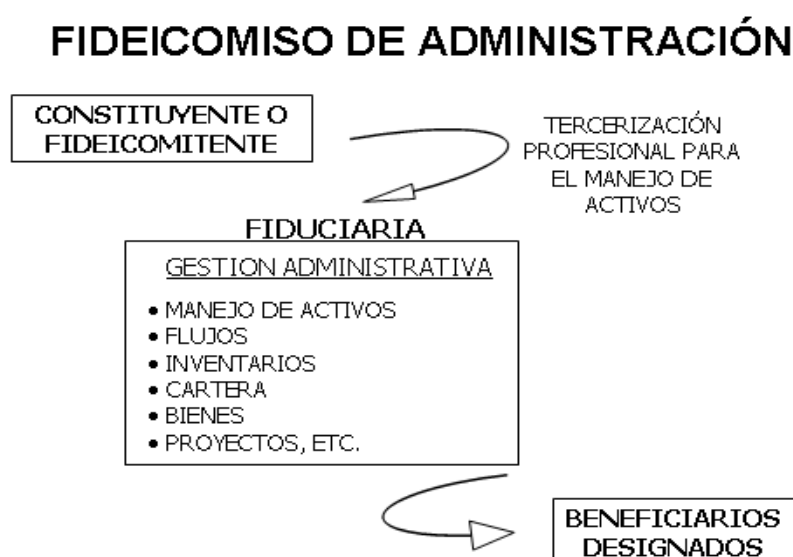 FIDEICOMISO DE ADMINISTRACIÓN
CONSTITUYENTE O
FIDEICOMITENTE
TERCERIZACIÓN
PROFESIONAL PARA
EL MANEJO DE
ACTIVOS
FIDUCIARIA
GESTION ADMINISTRATIVA
• MANEJO DE ACTIVOS
• FLUJOS
• INVENTARIOS
• CARTERA
• BIENES
• PROYECTOS, ETC.
BENEFICIARIOS
DESIGNADOS